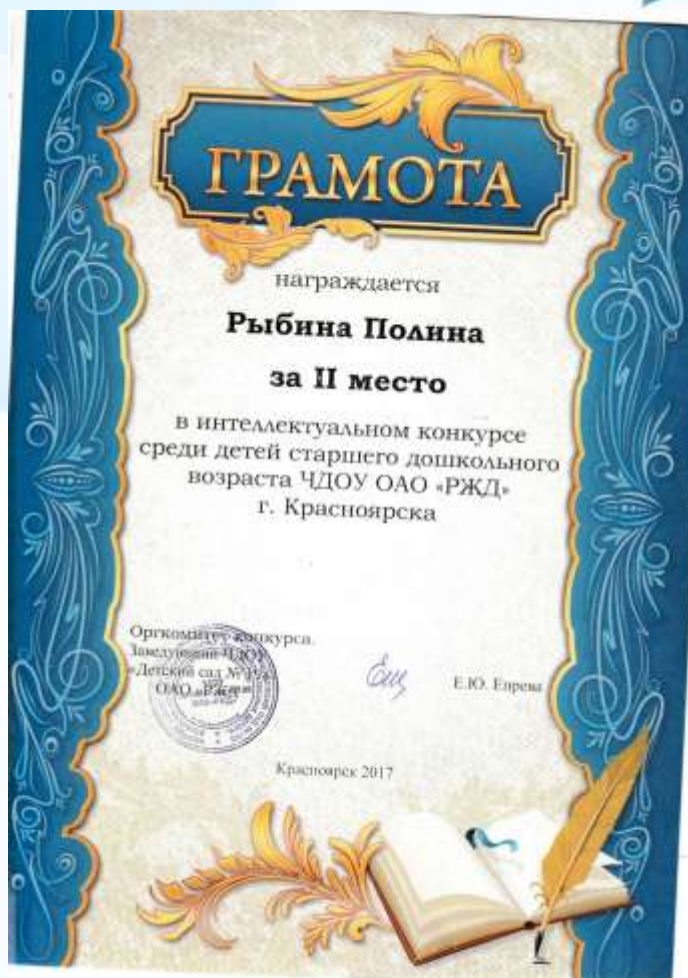 ГРАМОТА
награждается
Рыбина Полина
за II место
в интеллектуальном конкурсе
среди детей старшего дошкольного
возраста ЧДОУ ОАО «РЖД»
г. Красноярска
Оргкомитет конкурса.
Заведующий ЧДОУ
«Детский сад №
ОАО «РЖД»
Е.Ю.
Красноярск 2017